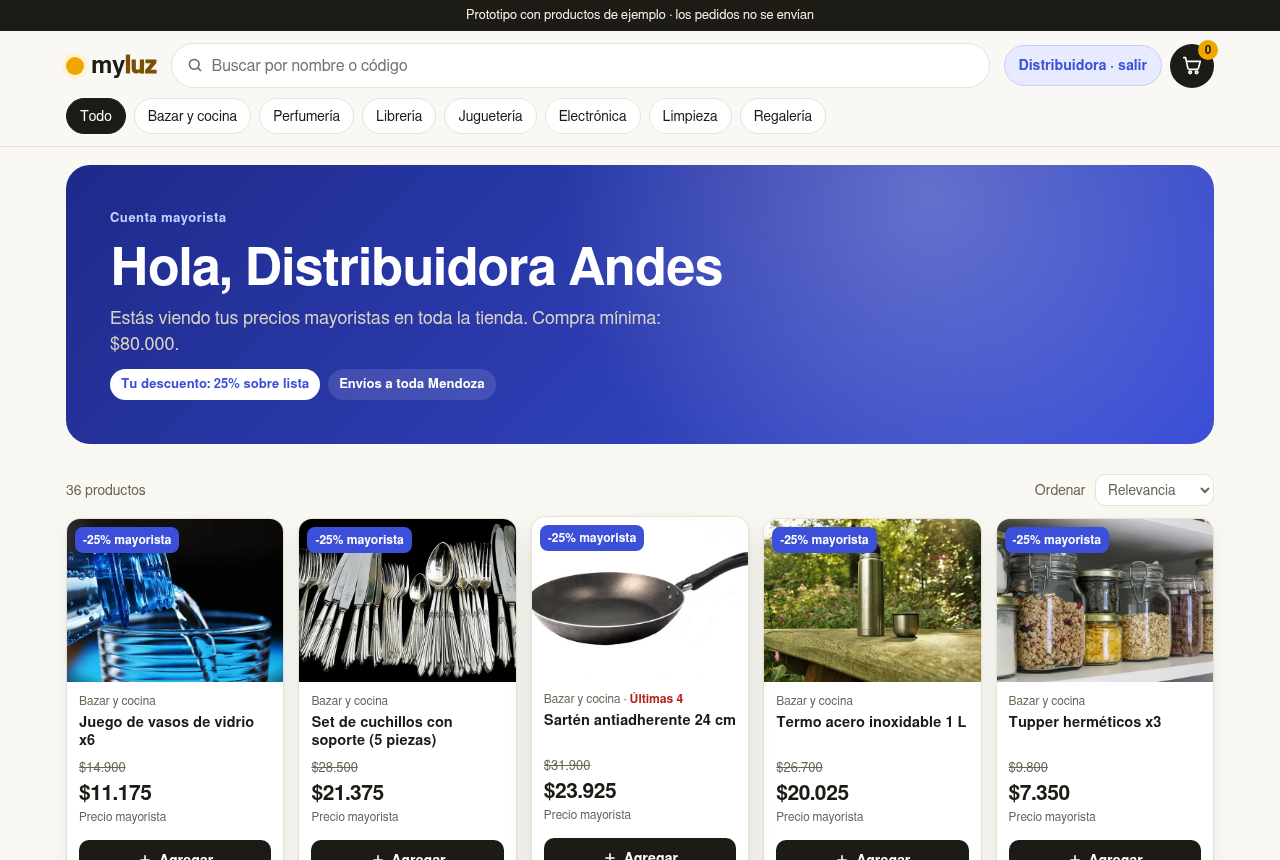 Prototipo con productos de ejemplo · los pedidos no se envían
myluz
Buscar por nombre o código
Distribuidora · salir
0
Todo
Bazar y cocina
Perfumería
Librería
Juguetería
Electrónica
Limpieza
Regalería
Cuenta mayorista
Hola, Distribuidora Andes
Estás viendo tus precios mayoristas en toda la tienda. Compra mínima:
$80.000.
Tu descuento: 25% sobre lista
Envíos a toda Mendoza
36 productos
Ordenar
Relevancia
-25% mayorista
Bazar y cocina
Juego de vasos de vidrio
x6
$14.900
$11.175
Precio mayorista
+ Agregar
-25% mayorista
Bazar y cocina
Set de cuchillos con
soporte (5 piezas)
$28.500
$21.375
Precio mayorista
+ Agregar
-25% mayorista
Bazar y cocina · Últimas 4
Sartén antiadherente 24 cm
$31.900
$23.925
Precio mayorista
+ Agregar
-25% mayorista
Bazar y cocina
Termo acero inoxidable 1 L
$26.700
$20.025
Precio mayorista
+ Agregar
-25% mayorista
Bazar y cocina
Tupper herméticos x3
$9.800
$7.350
Precio mayorista
+ Agregar